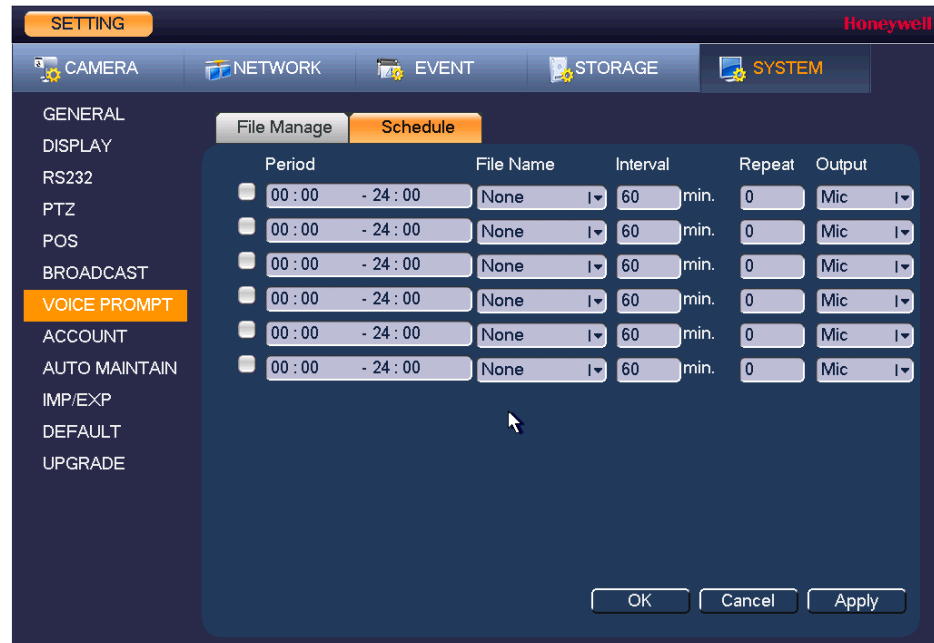 SETTING Honeywell
CAMERA NETWORK EVENT STORAGE SYSTEM
GENERAL
DISPLAY
RS232
PTZ
POS
BROADCAST
VOICE PROMPT
ACCOUNT
AUTO MAINTAIN
IMP/EXP
DEFAULT
UPGRADE
File Manage Schedule
Period File Name Interval Repeat Output
00 : 00 - 24 : 00 None 60 min. 0 Mic
00 : 00 - 24 : 00 None 60 min. 0 Mic
00 : 00 - 24 : 00 None 60 min. 0 Mic
00 : 00 - 24 : 00 None 60 min. 0 Mic
00 : 00 - 24 : 00 None 60 min. 0 Mic
00 : 00 - 24 : 00 None 60 min. 0 Mic
OK Cancel Apply